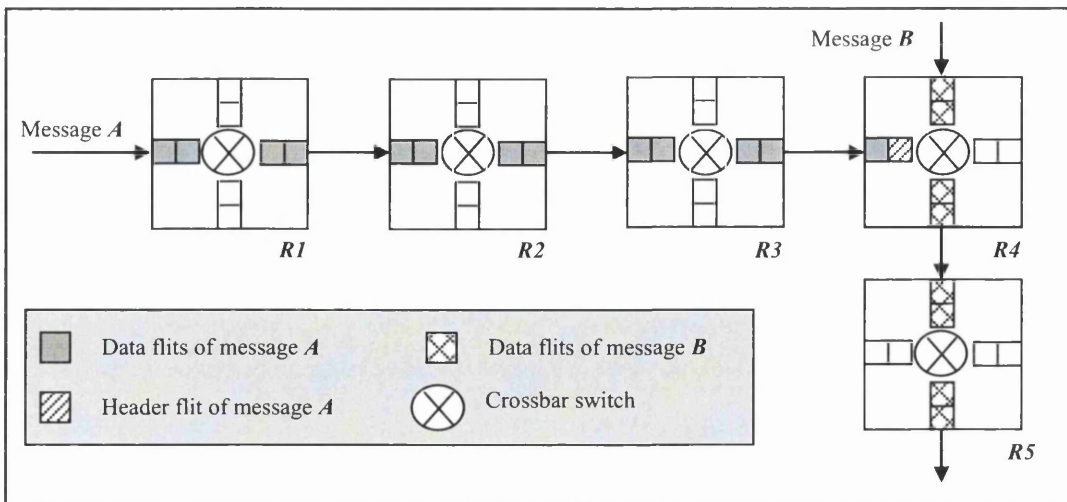 Message B
Message A
R1
R2
R3
R4
Data flits of message A
Data flits of message B
Header flit of message A
Crossbar switch
R5